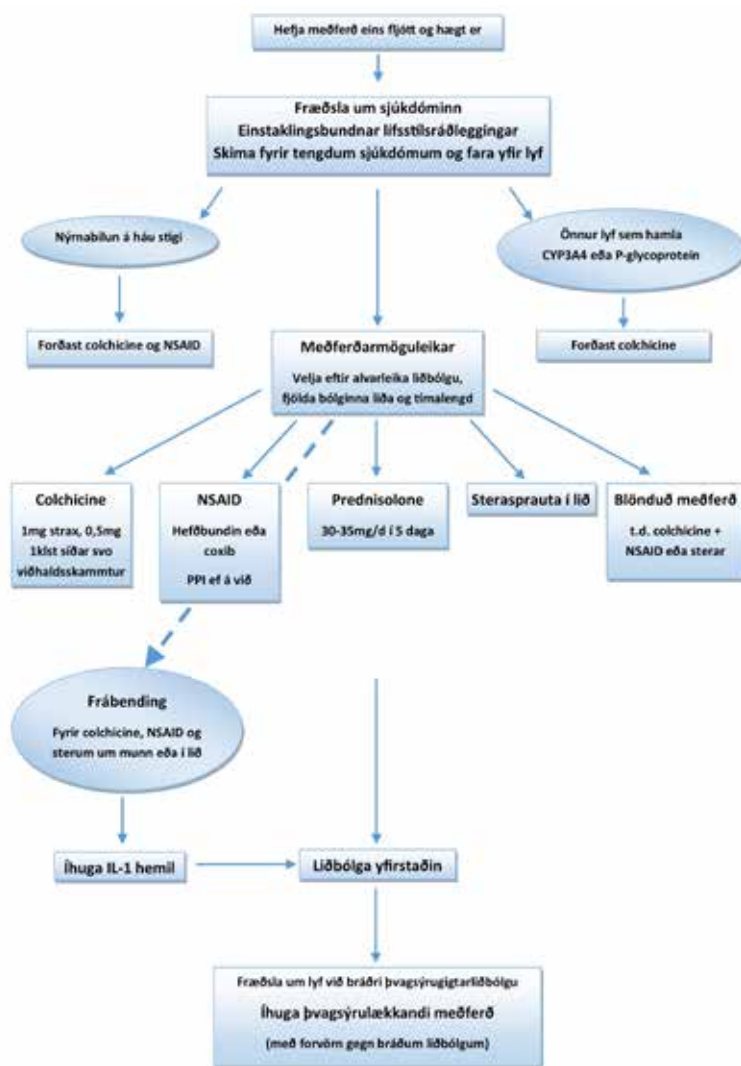 Hefja meðferð eins fljótt og hægt er
Fræðsla um sjúkdóminn
Einstaklingsbundnar lífsstílsráðleggingar
Skima fyrir tengdum sjúkdómum og fara yfir lyf
Nýrnabilun á háu stigi
Önnur lyf sem hamla
CYP3A4 eða P-glycoprotein
Forðast colchicine og NSAID
Forðast colchicine
Meðferðarmöguleikar
Velja eftir alvarleika liðbólgu,
fjölda bólginna liða og tímalengd
Colchicine
1mg strax, 0,5mg
1klst síðar svo
viðhaldsskammtur
NSAID
Hefðbundin eða
coxib
PPI ef á við
Prednisolone
30-35mg/d í 5 daga
Sterasprauta í lið
Blönduð meðferð
t.d. colchicine +
NSAID eða sterar
Frábending
Fyrir colchicine, NSAID og
sterum um munn eða í lið
Íhuga IL-1 hemil
Liðbólga yfirstaðin
Fræðsla um lyf við bráðri þvagsýrugigtarliðbólgu
Íhuga þvagsýrulækkandi meðferð
(með forvörn gegn bráðum liðbólgum)